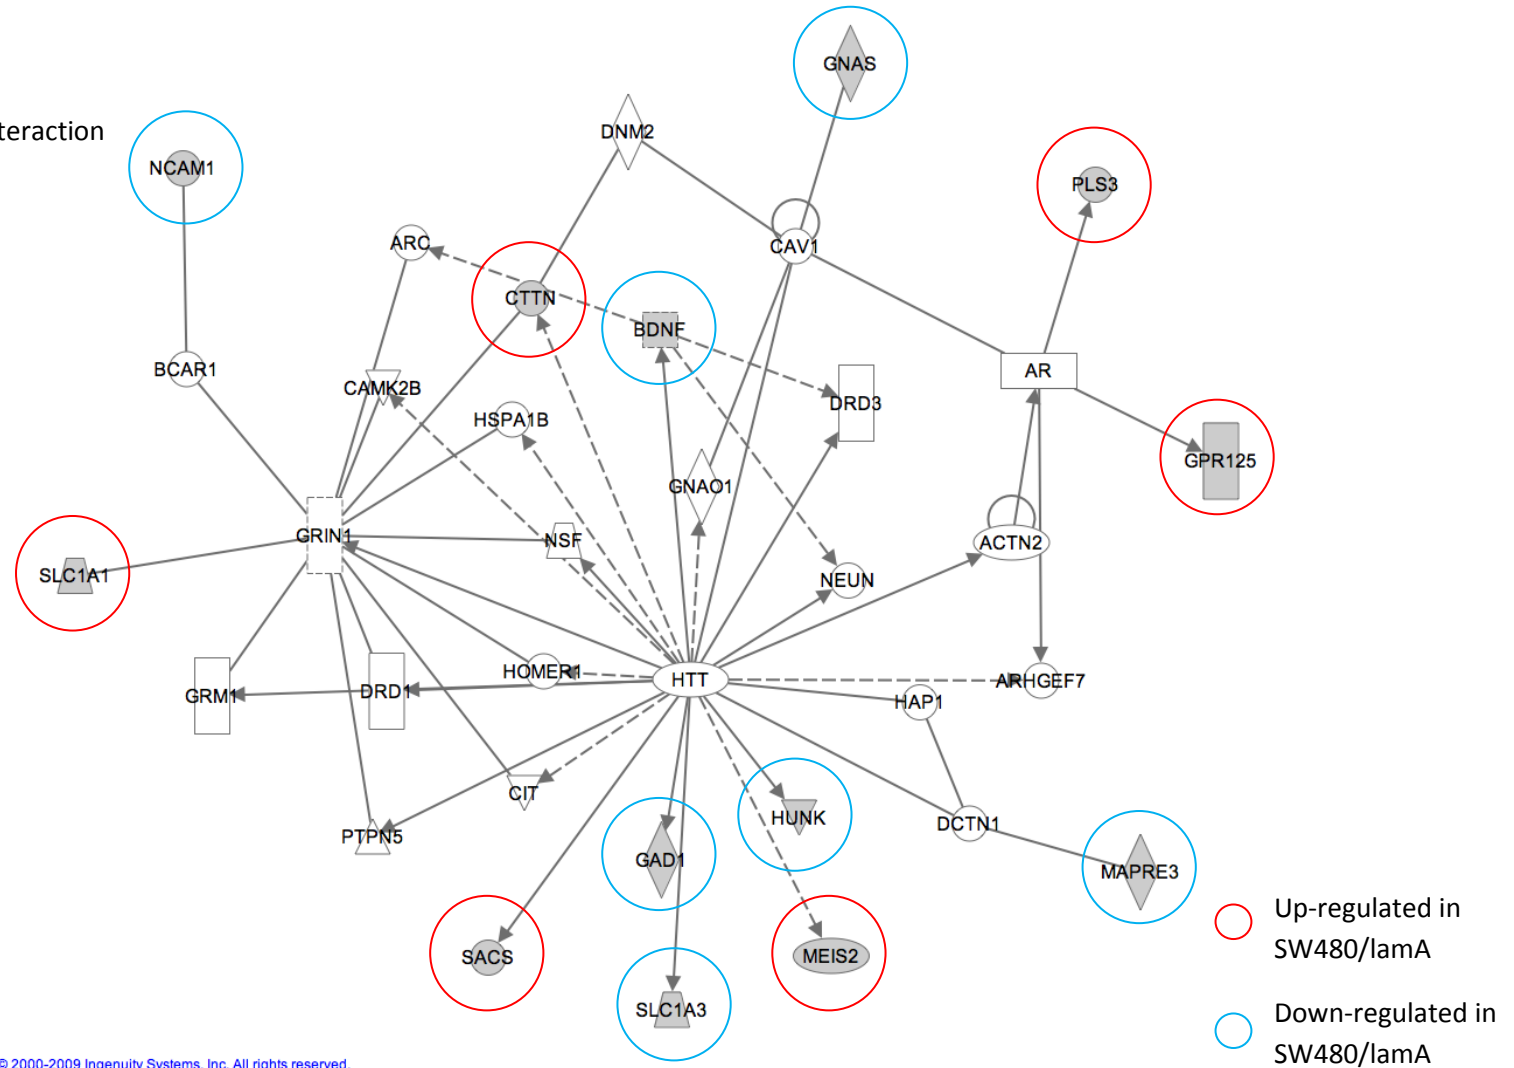 GNAS
teraction
DNM2
NCAM1
PLS3
ARC
CAV1
CTTN
BDNF
BCAR1
AR
CAMK2B
DRD3
HSPA1B
GPR125
GNAO1
GRIN1
NSF
ACTN2
SLC1A1
NEUN
HOMER1
HTT
ARHGEF7
GRM1
DRD1
HAP1
CIT
HUNK
DCTN1
PTPN5
GAD1
MAPRE3
Up-regulated in
SW480/lamA
SACS
MEIS2
SLC1A3
Down-regulated in
SW480/lamA
© 2000-2009 Ingenuity Systems, Inc. All rights reserved.